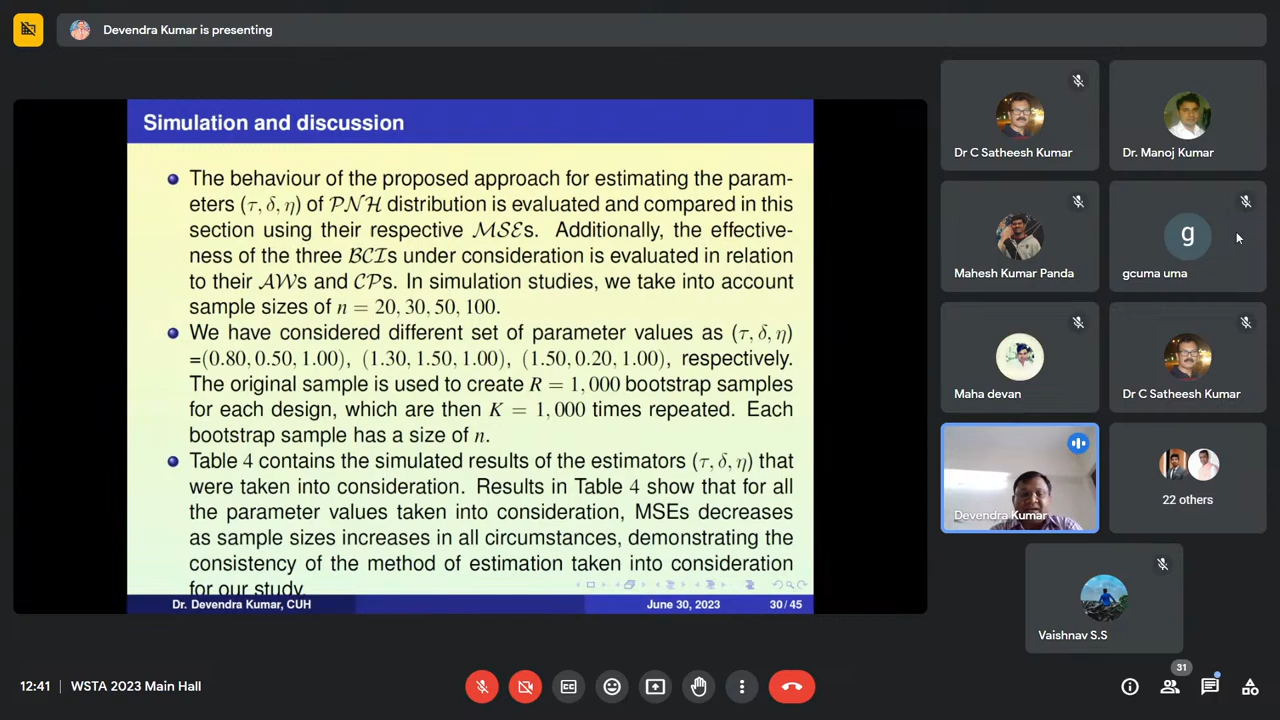 Devendra Kumar is presenting
Simulation and discussion
The behaviour of the proposed approach for estimating the param-
eters (τ, δ, η) of 𝒫𝒩ℋ distribution is evaluated and compared in this
section using their respective ℳ𝒮ℰs. Additionally, the effective-
ness of the three ℬ𝒞ℐs under consideration is evaluated in relation
to their 𝒜𝒲s and 𝒞𝒫s. In simulation studies, we take into account
sample sizes of n = 20, 30, 50, 100.
We have considered different set of parameter values as (τ, δ, η)
=(0.80, 0.50, 1.00), (1.30, 1.50, 1.00), (1.50, 0.20, 1.00), respectively.
The original sample is used to create R = 1, 000 bootstrap samples
for each design, which are then K = 1, 000 times repeated. Each
bootstrap sample has a size of n.
Table 4 contains the simulated results of the estimators (τ, δ, η) that
were taken into consideration. Results in Table 4 show that for all
the parameter values taken into consideration, MSEs decreases
as sample sizes increases in all circumstances, demonstrating the
consistency of the method of estimation taken into consideration
for our study.
Dr. Devendra Kumar, CUH
June 30, 2023
30 / 45
Dr C Satheesh Kumar
Dr. Manoj Kumar
Mahesh Kumar Panda
g
gcuma uma
Maha devan
Dr C Satheesh Kumar
Devendra Kumar
22 others
Vaishnav S.S
12:41 | WSTA 2023 Main Hall
31